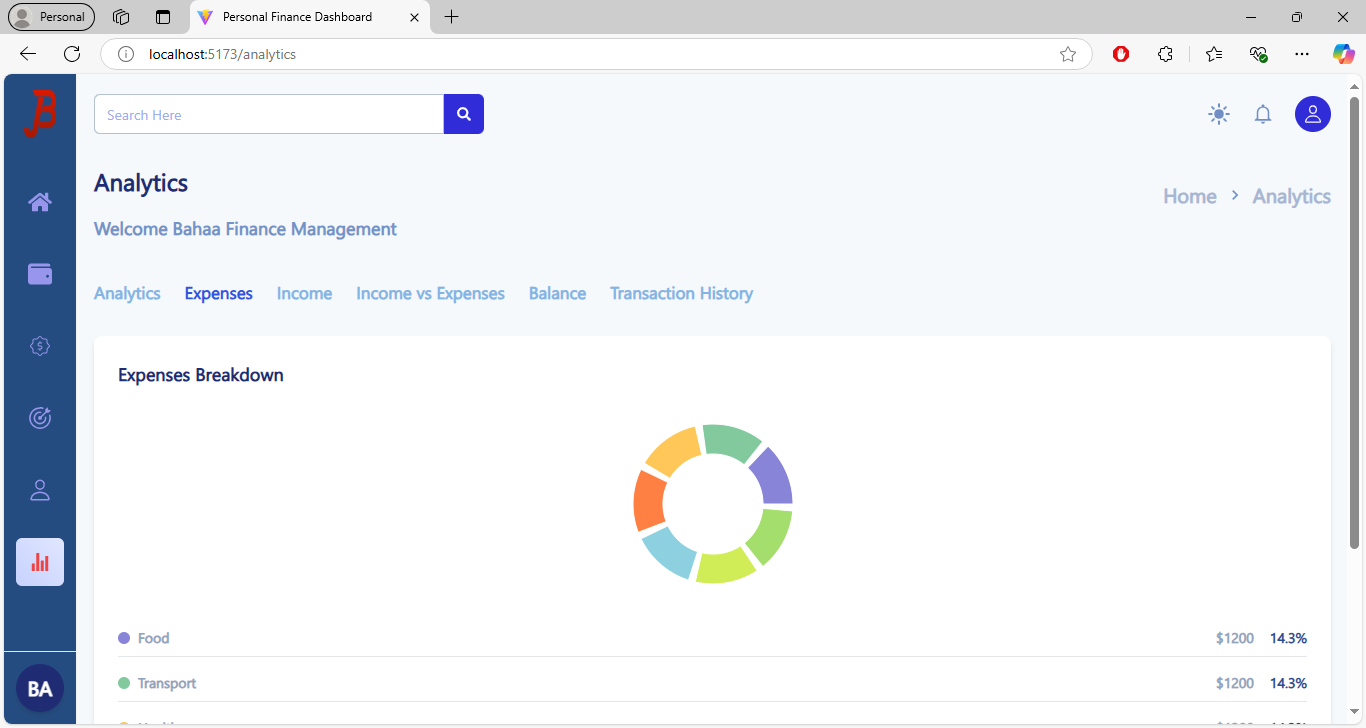 Personal
Personal Finance Dashboard
localhost:5173/analytics
Search Here
Analytics
Home > Analytics
Welcome Bahaa Finance Management
Analytics Expenses Income Income vs Expenses Balance Transaction History
Expenses Breakdown
Food $1200 14.3%
Transport $1200 14.3%
BA